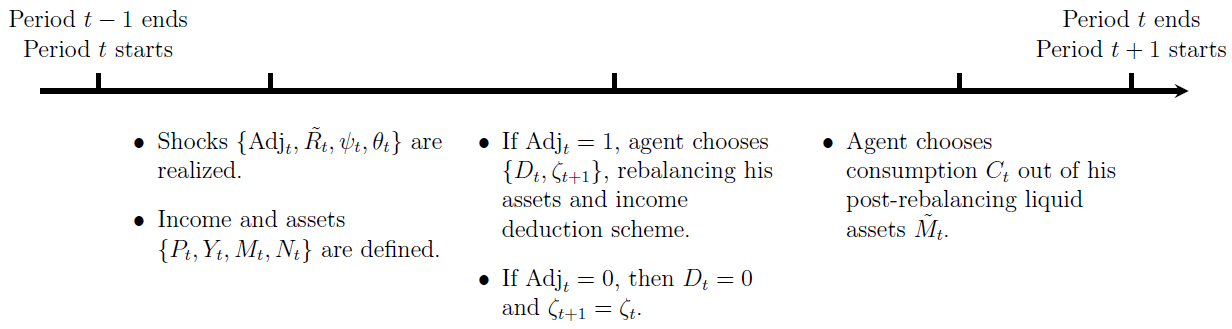 Period t − 1 ends
Period t starts
Period t ends
Period t + 1 starts
• Shocks {Adj_t, R̃_t, ψ_t, θ_t} are
realized.
• Income and assets
{P_t, Y_t, M_t, N_t} are defined.
• If Adj_t = 1, agent chooses
{D_t, ζ_{t+1}}, rebalancing his
assets and income
deduction scheme.
• If Adj_t = 0, then D_t = 0
and ζ_{t+1} = ζ_t.
• Agent chooses
consumption C_t out of his
post-rebalancing liquid
assets M̃_t.